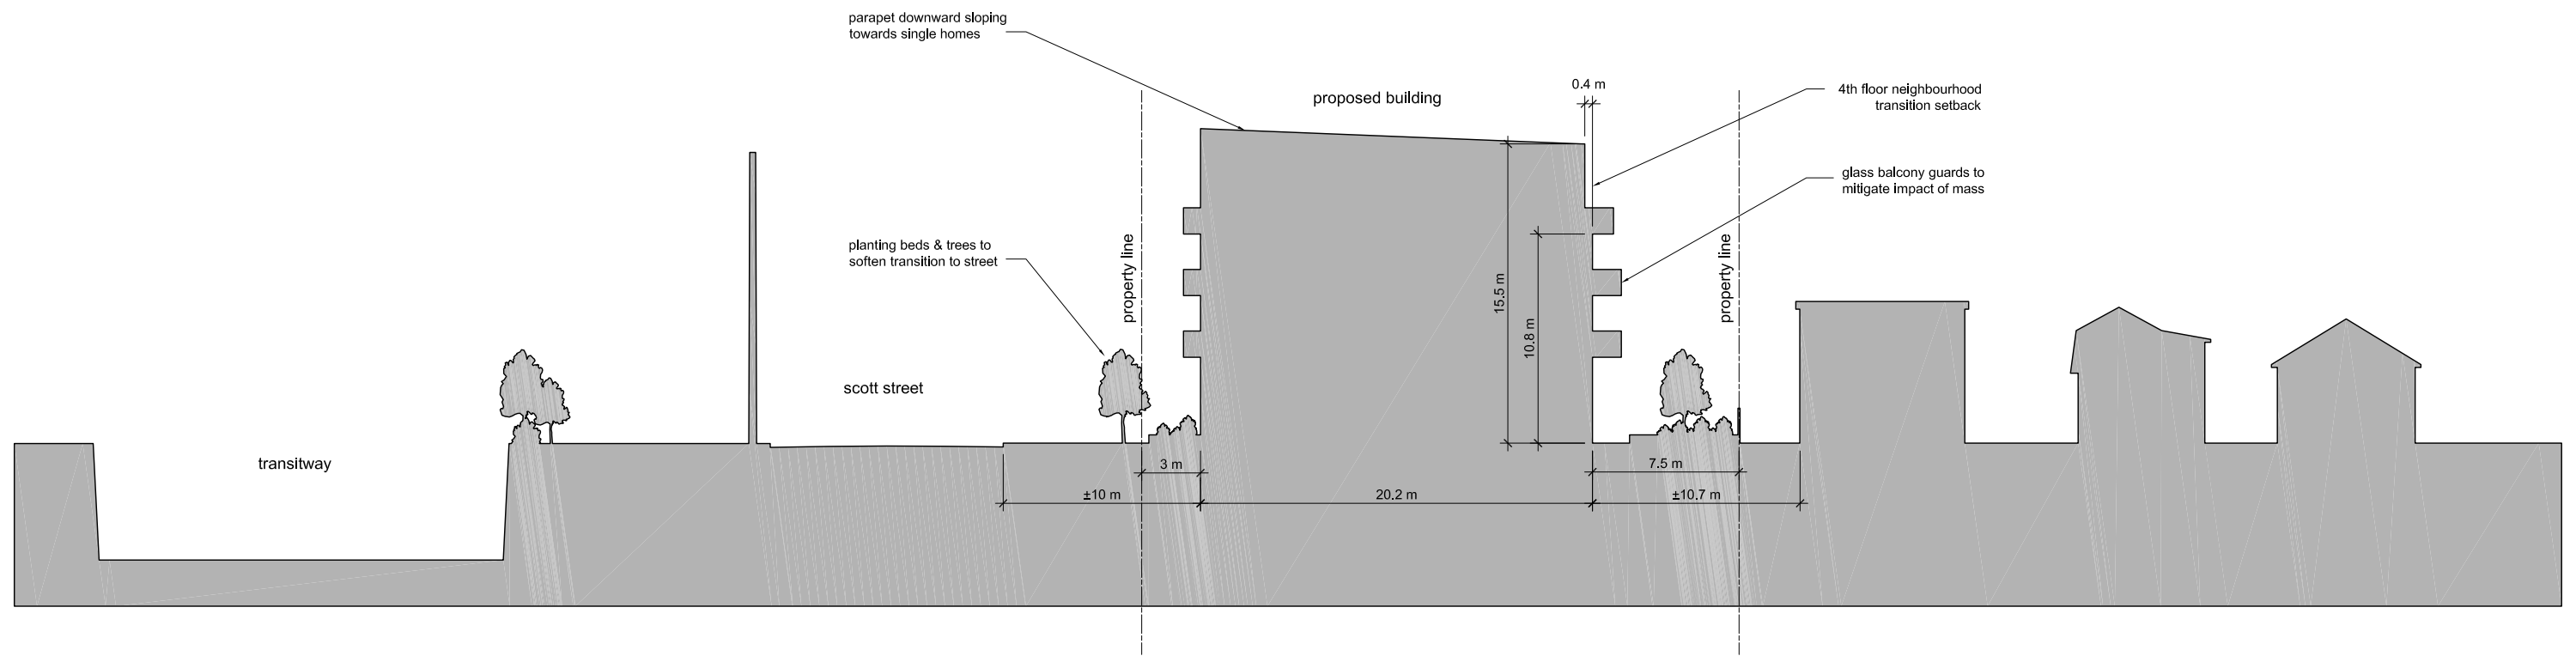 parapet downward sloping
towards single homes
proposed building
0.4 m
4th floor neighbourhood
transition setback
glass balcony guards to
mitigate impact of mass
planting beds & trees to
soften transition to street
property line
property line
15.5 m
10.8 m
scott street
transitway
3 m
7.5 m
±10 m
20.2 m
±10.7 m